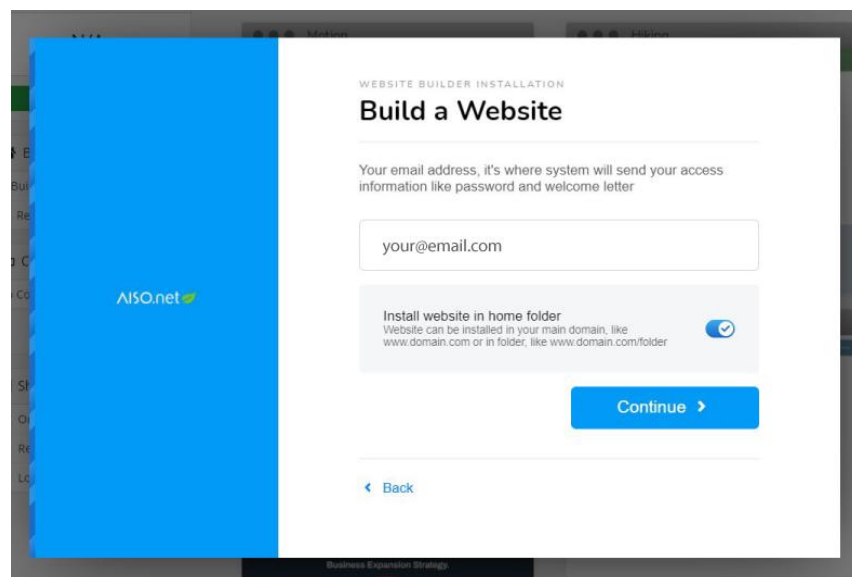 Motion
Hiking
WEBSITE BUILDER INSTALLATION
Build a Website
Your email address, it's where system will send your access
information like password and welcome letter
your@email.com
AISO.net
Install website in home folder
Website can be installed in your main domain, like
www.domain.com or in folder, like www.domain.com/folder
Continue
Back
Business Expansion Strategy.